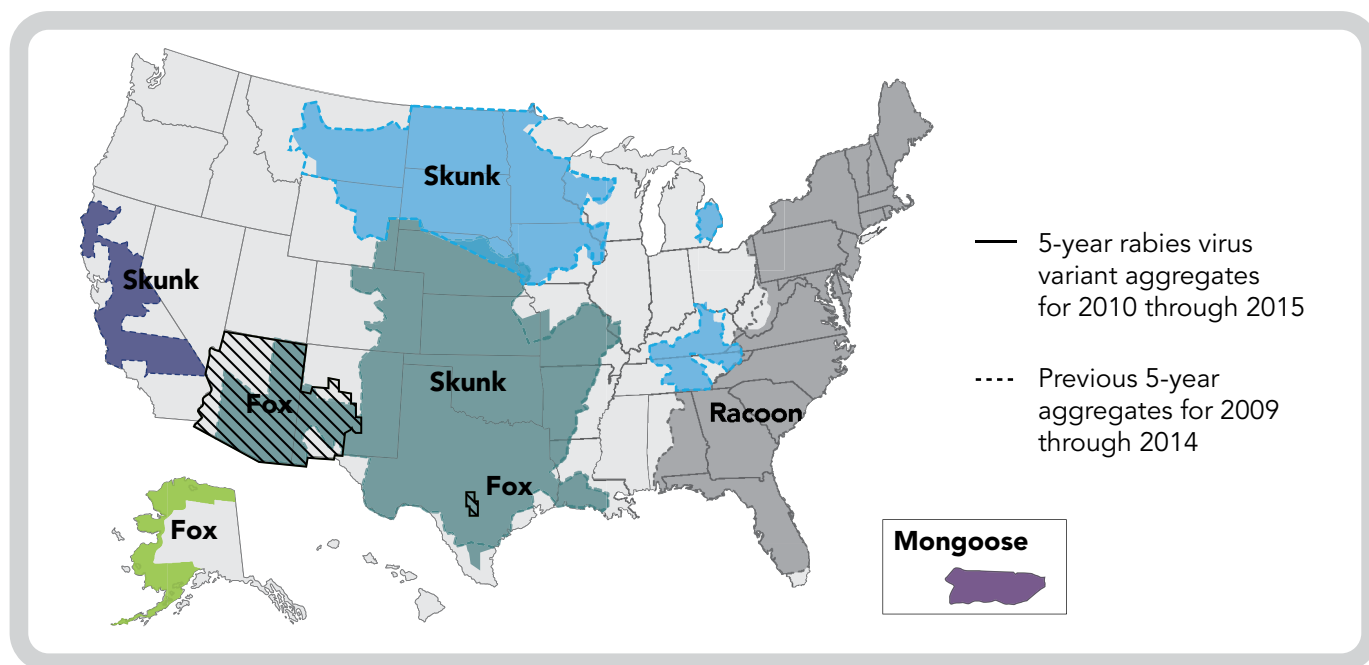 Skunk
Skunk
Skunk
Fox
Fox
Racoon
Fox
Mongoose
5-year rabies virus
variant aggregates
for 2010 through 2015
Previous 5-year
aggregates for 2009
through 2014